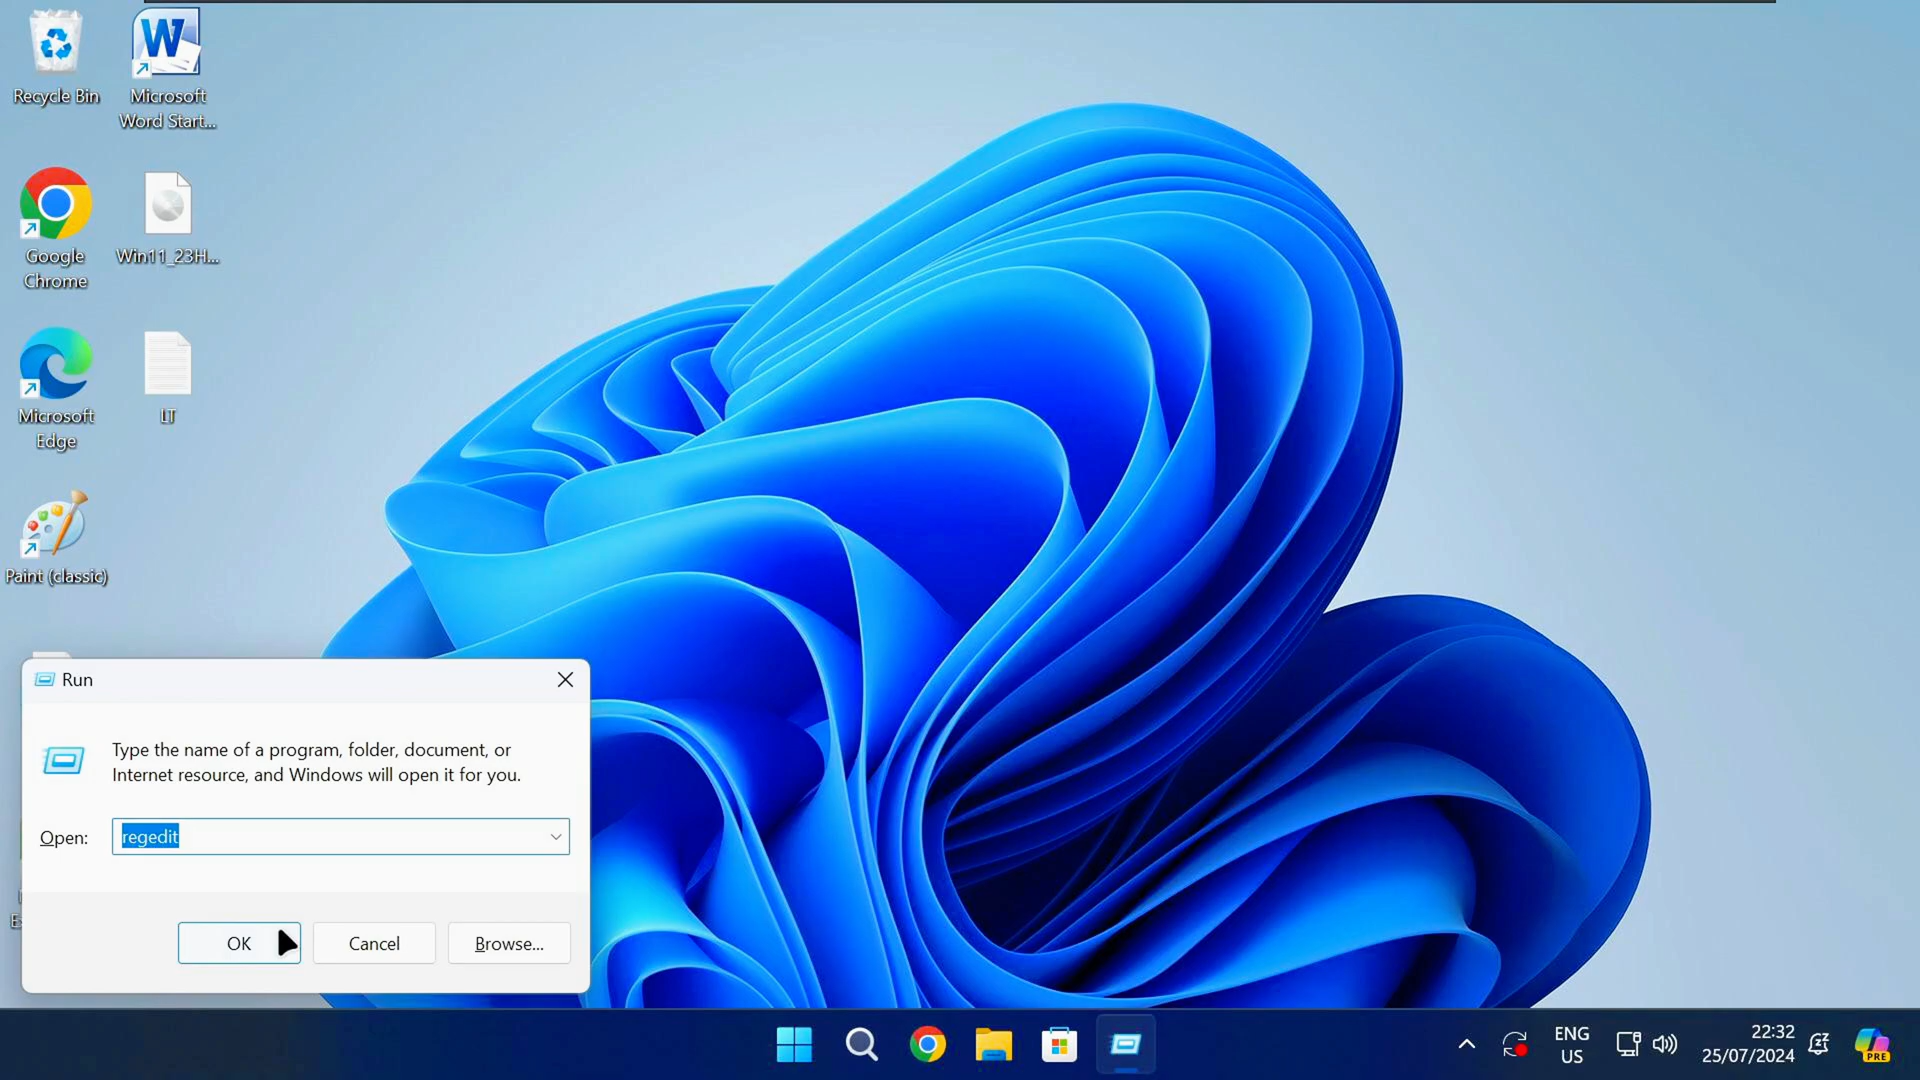 Recycle Bin
Microsoft
Word Start...
Google
Chrome
Win11_23H...
Microsoft
Edge
LT
Paint (classic)
Run
Type the name of a program, folder, document, or
Internet resource, and Windows will open it for you.
Open:
regedit
OK
Cancel
Browse...
ENG
US
22:32
25/07/2024
PRE